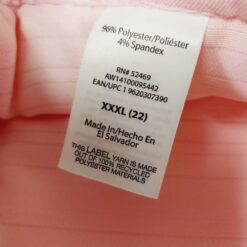 96% Polyester/Poliéster
4% Spandex
RN# 52469
AW14100095442
EAN/UPC 1 9620307390
XXXL (22)
Made In/Hecho En
El Salvador
This LABEL YARN IS MADE
OUT OF 100% RECYCLED
POLYESTER MATERIALS